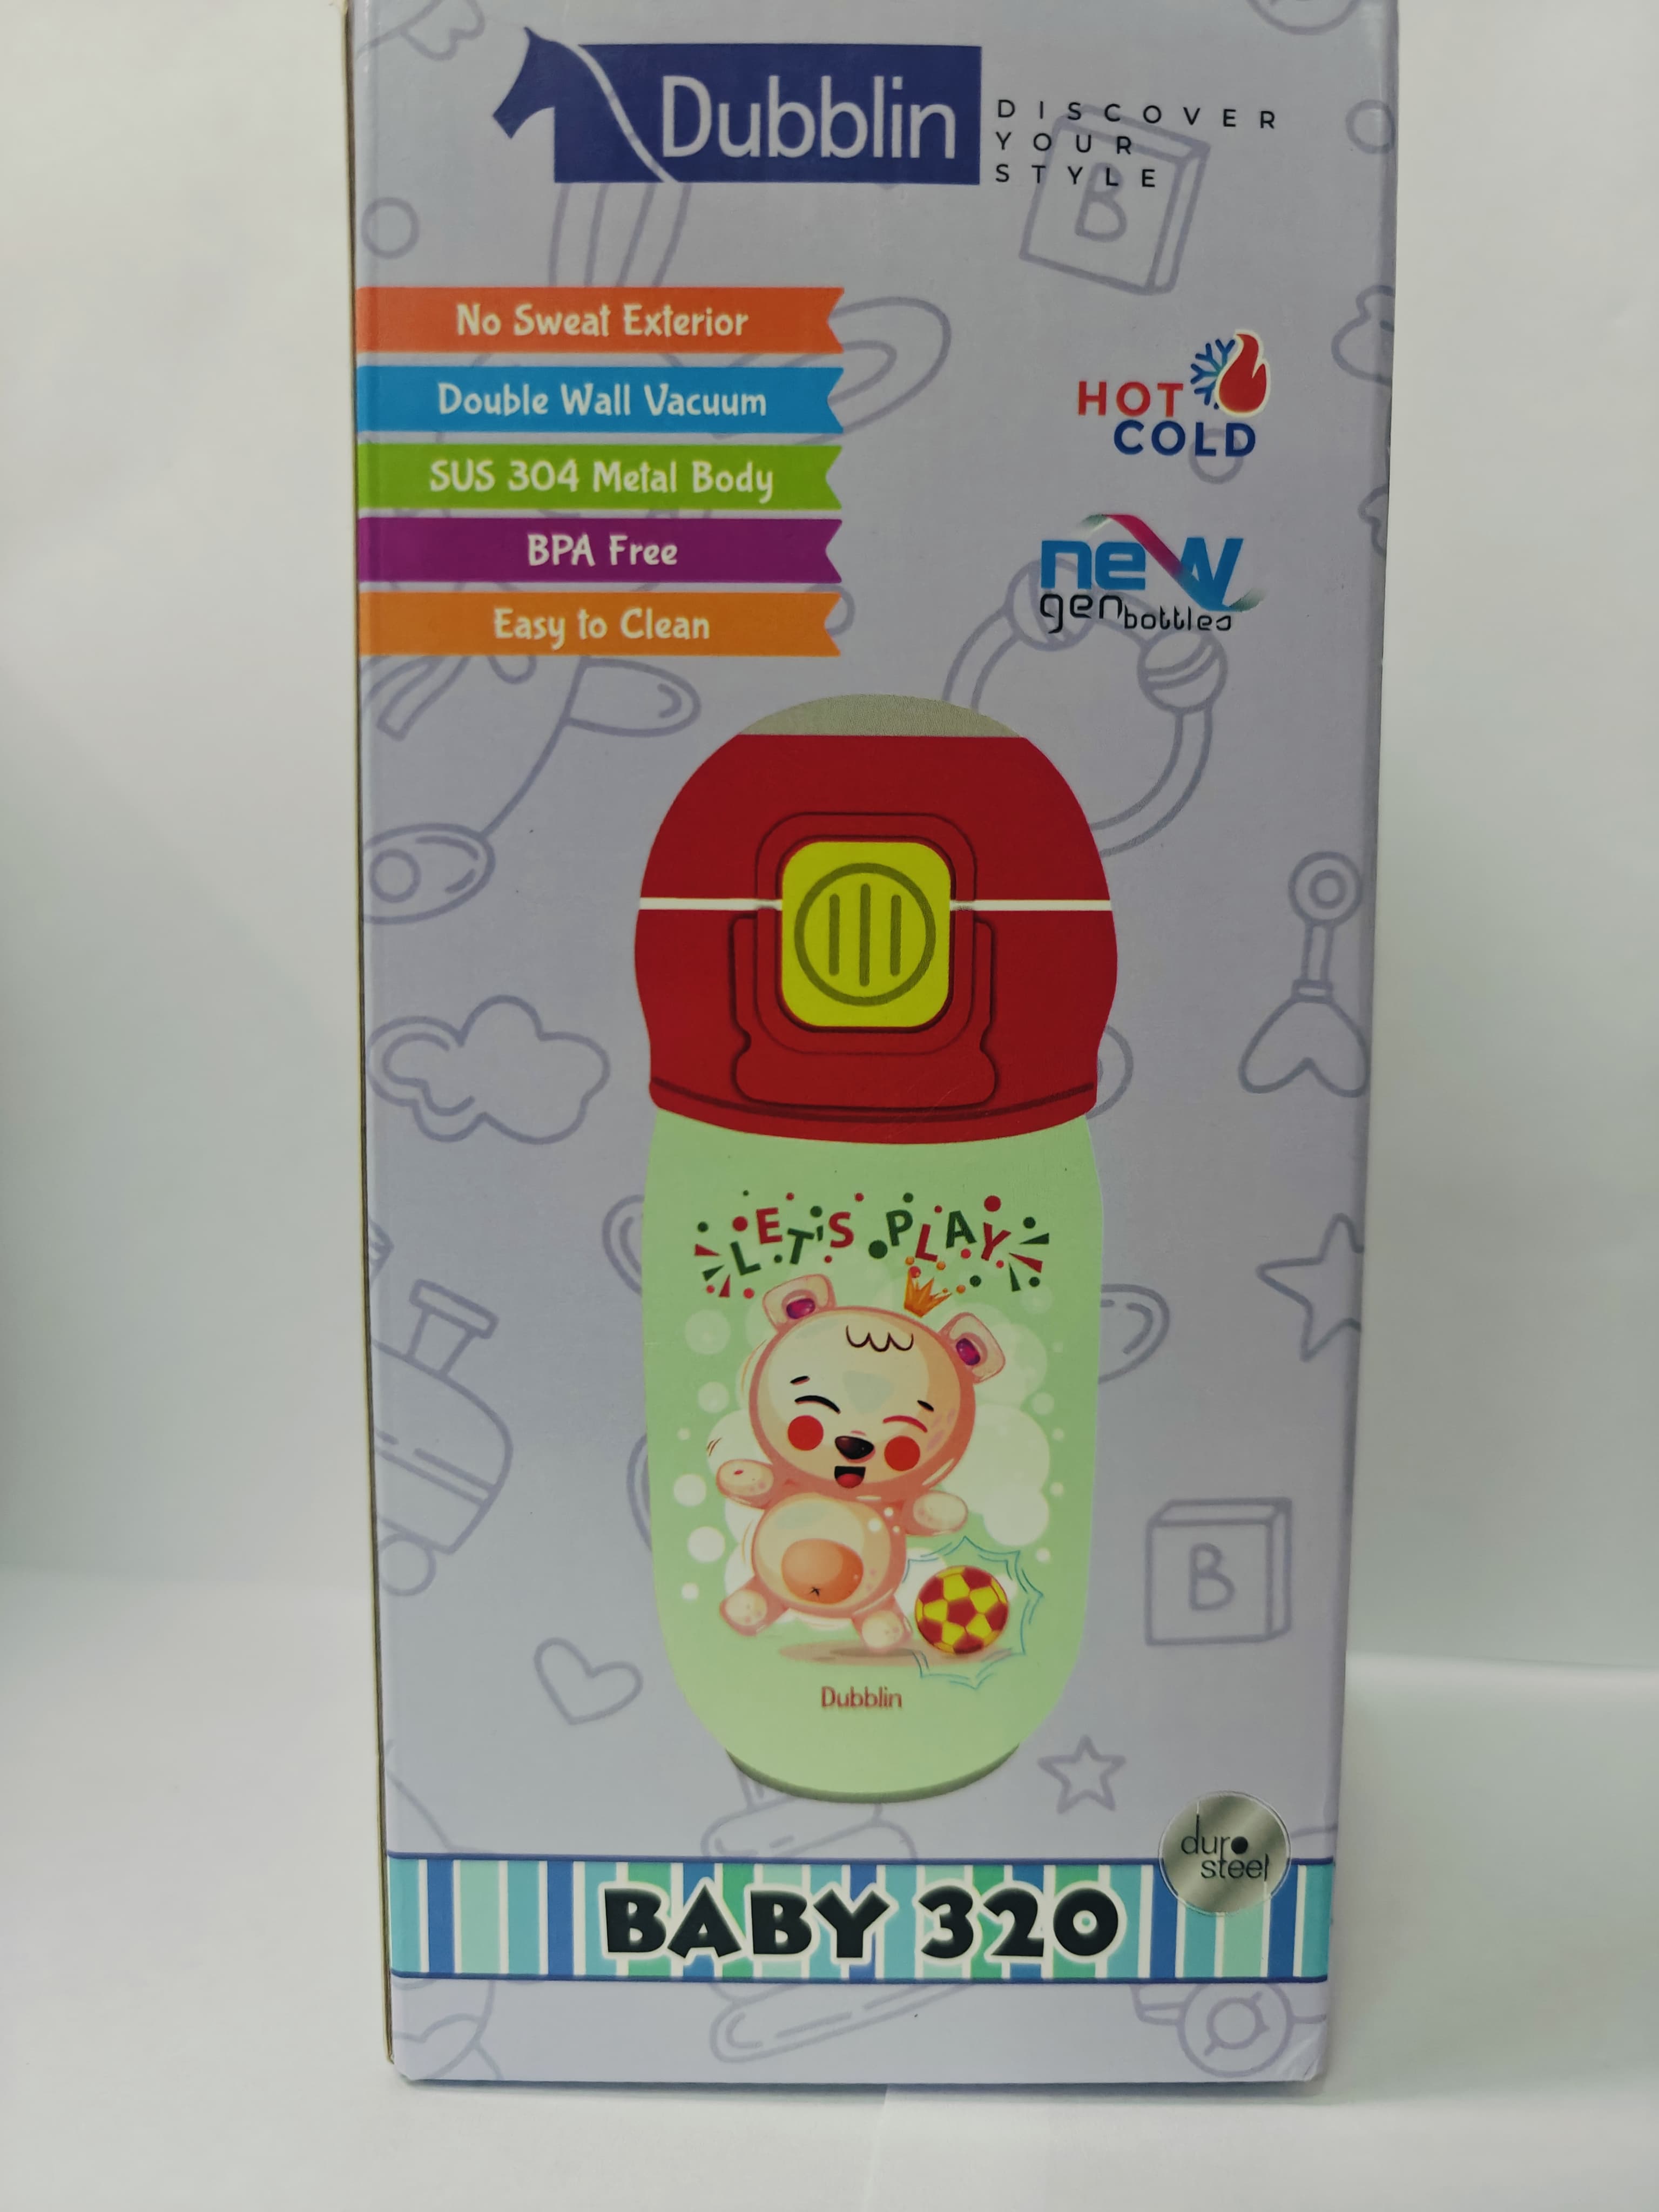 Dubblin
DISCOVER
YOUR
STYLE
No Sweat Exterior
Double Wall Vacuum
SUS 304 Metal Body
BPA Free
Easy to Clean
HOT
COLD
new
gen bottles
B
LET'S PLAY
Dubblin
B
duro
steel
BABY 320